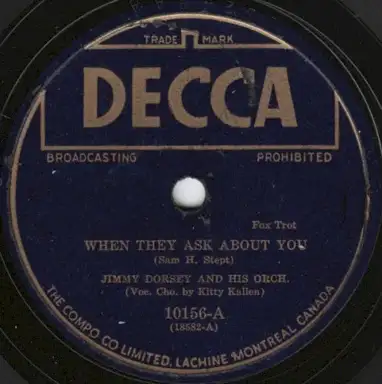 TRADE MARK
DECCA
BROADCASTING PROHIBITED
Fox Trot
WHEN THEY ASK ABOUT YOU
(Sam H. Stept)
JIMMY DORSEY AND HIS ORCH.
(Voc. Cho. by Kitty Kallen)
10156-A
(18582-A)
THE COMPO CO LIMITED, LACHINE MONTREAL CANADA